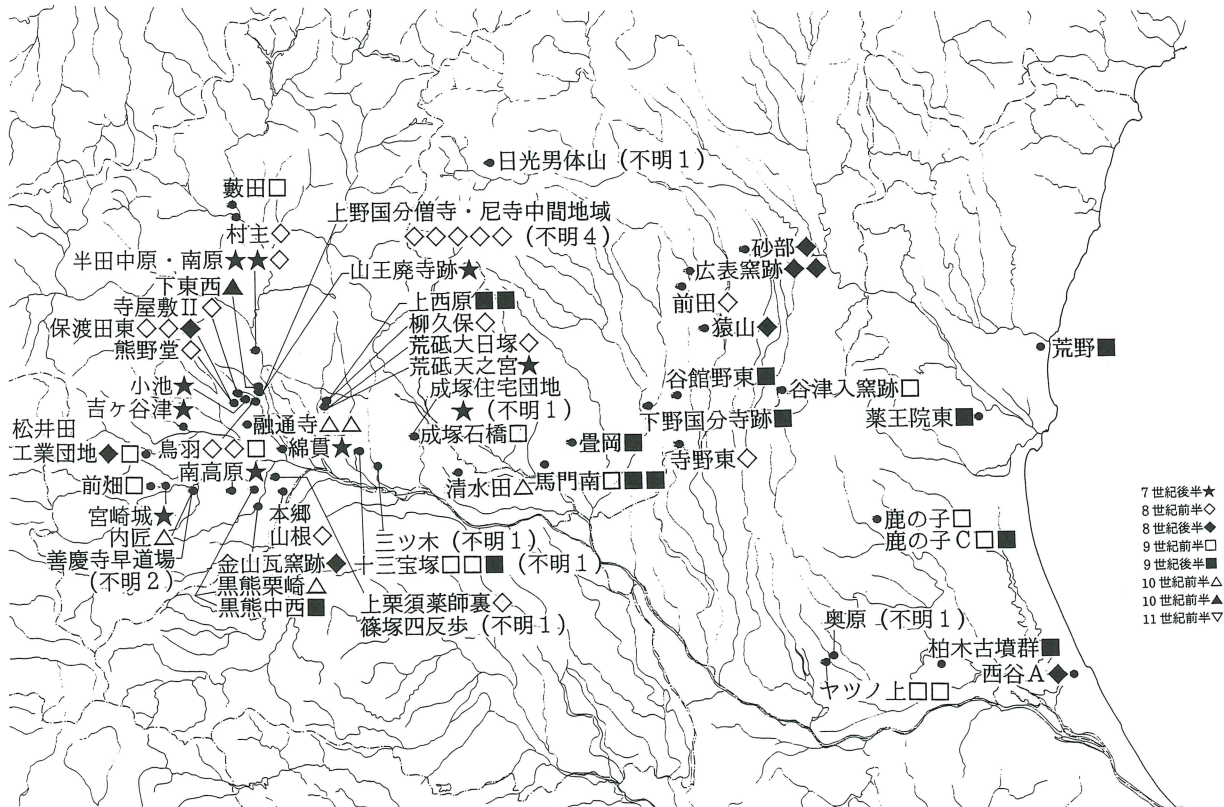 日光男体山（不明１）
藪田□
村主◇
上野国分僧寺・尼寺中間地域
◇◇◇◇◇（不明４）
半田中原・南原★★◇
山王廃寺跡★
下東西▲
寺屋敷Ⅱ◇
保渡田東◇◇◆
熊野堂◇
上西原■■
柳久保◇
荒砥大日塚◇
荒砥天之宮★
小池★
吉ヶ谷津★
成塚住宅団地
★（不明１）
成塚石橋□
融通寺△△
松井田
工業団地◆□
鳥羽◇◇□
綿貫★
南高原★
前畑□
宮崎城★
内匠△
善慶寺早道場
（不明２）
本郷
山根◇
金山瓦窯跡◆
黒熊栗崎△
黒熊中西■
三ツ木（不明１）
十三宝塚□□■（不明１）
上栗須薬師裏◇
篠塚四反歩（不明１）
清水田△
馬門南□■■
畳岡■
砂部◆
広表窯跡◆◆
前田◇
猿山◆
谷館野東■
谷津入窯跡□
下野国分寺跡■
寺野東◇
荒野■
薬王院東■
鹿の子□
鹿の子Ｃ□■
奥原（不明１）
ヤツノ上□□
柏木古墳群■
西谷Ａ◆
７世紀後半★
８世紀前半◇
８世紀後半◆
９世紀前半□
９世紀後半■
10世紀前半△
10世紀前半▲
11世紀前半▽